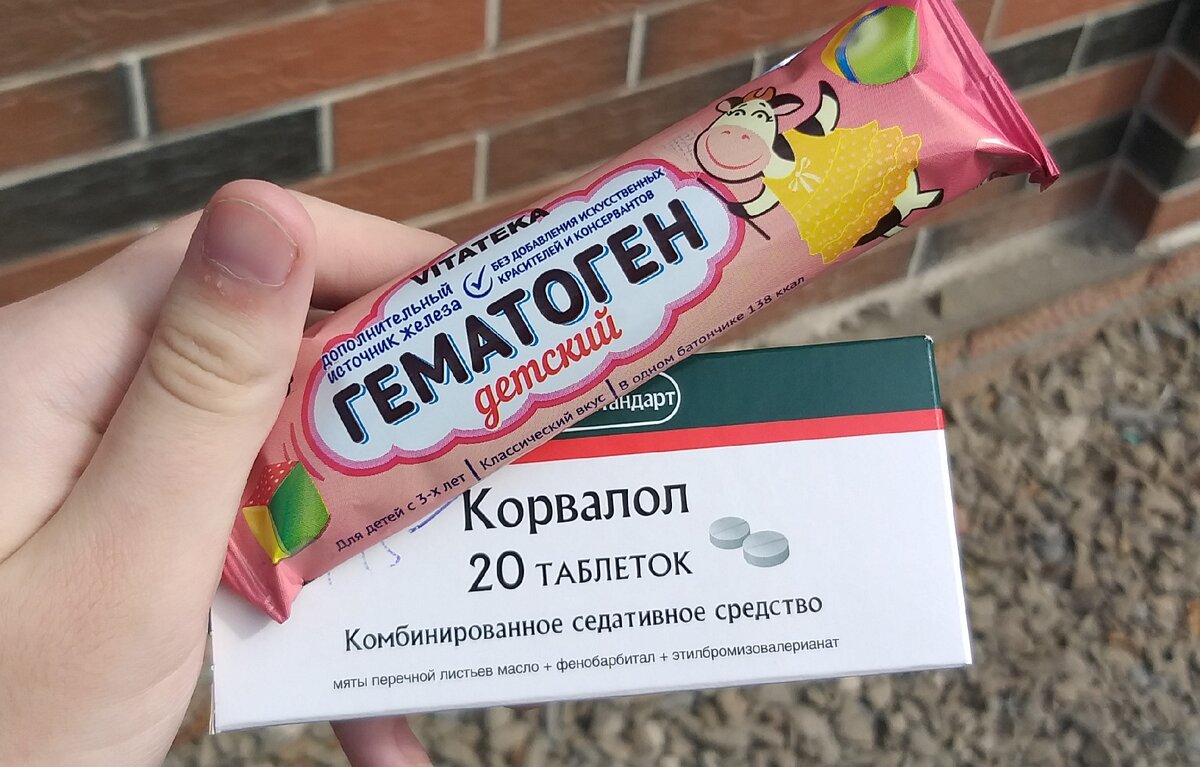 VITATEKA
ДОПОЛНИТЕЛЬНЫЙ
ИСТОЧНИК ЖЕЛЕЗА
БЕЗ ДОБАВЛЕНИЯ ИСКУССТВЕННЫХ
КРАСИТЕЛЕЙ И КОНСЕРВАНТОВ
ГЕМАТОГЕН
детский
Для детей с 3-х лет | Классический вкус | В одном батончике 138 ккал
андарт
Корвалол
20 ТАБЛЕТОК
Комбинированное седативное средство
мяты перечной листьев масло + фенобарбитал + этилбромизовалерианат